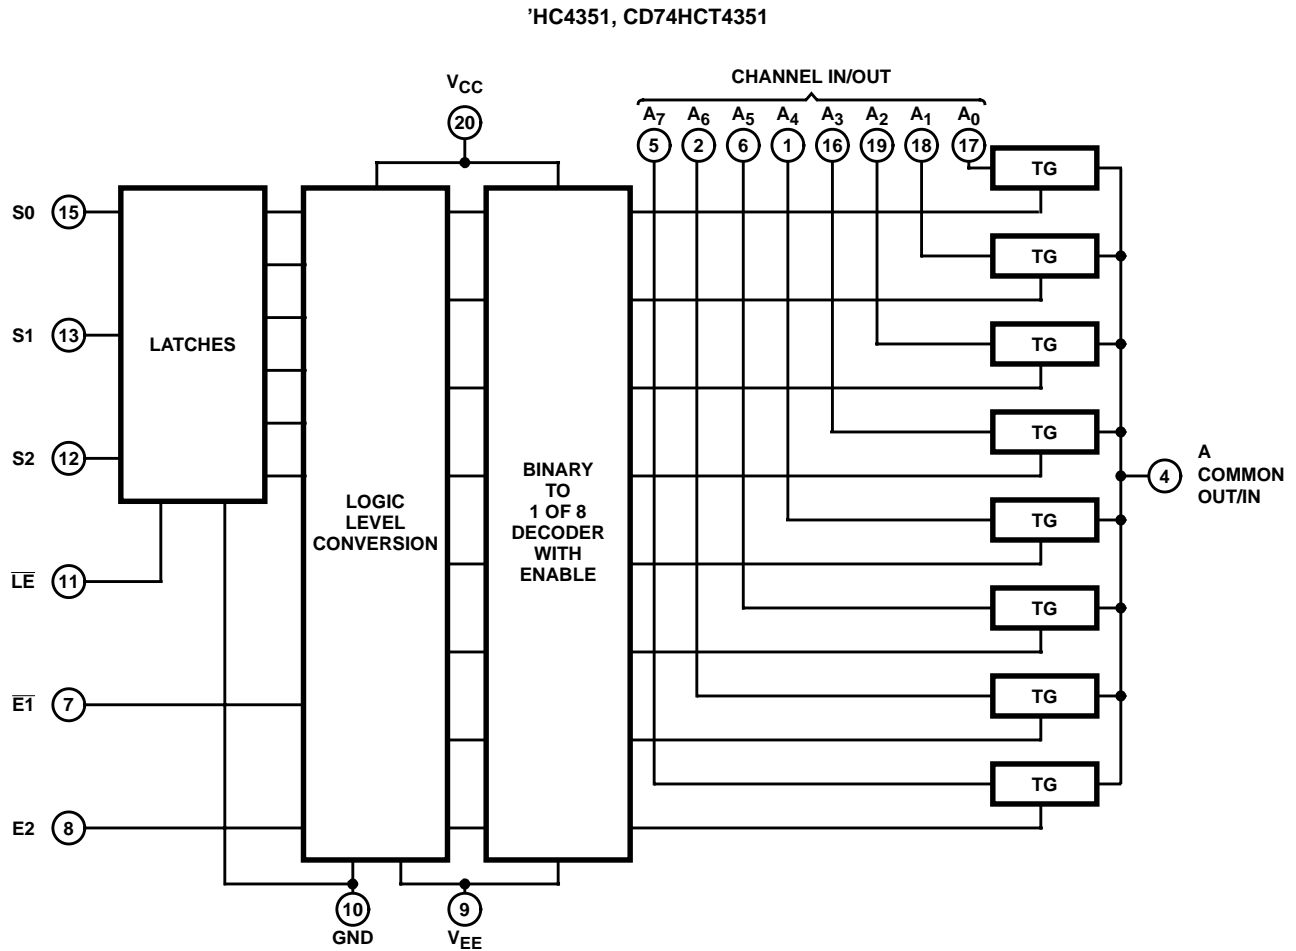 'HC4351, CD74HCT4351
CHANNEL IN/OUT
VCC
20
A7 A6 A5 A4 A3 A2 A1 A0
5 2 6 1 16 19 18 17
TG
S0 15
TG
S1 13
LATCHES
TG
TG
S2 12
BINARY
TO
1 OF 8
DECODER
WITH
ENABLE
LOGIC
LEVEL
CONVERSION
4
A
COMMON
OUT/IN
TG
L̅E̅ 11
TG
E̅1̅ 7
TG
TG
E2 8
10
GND
9
VEE